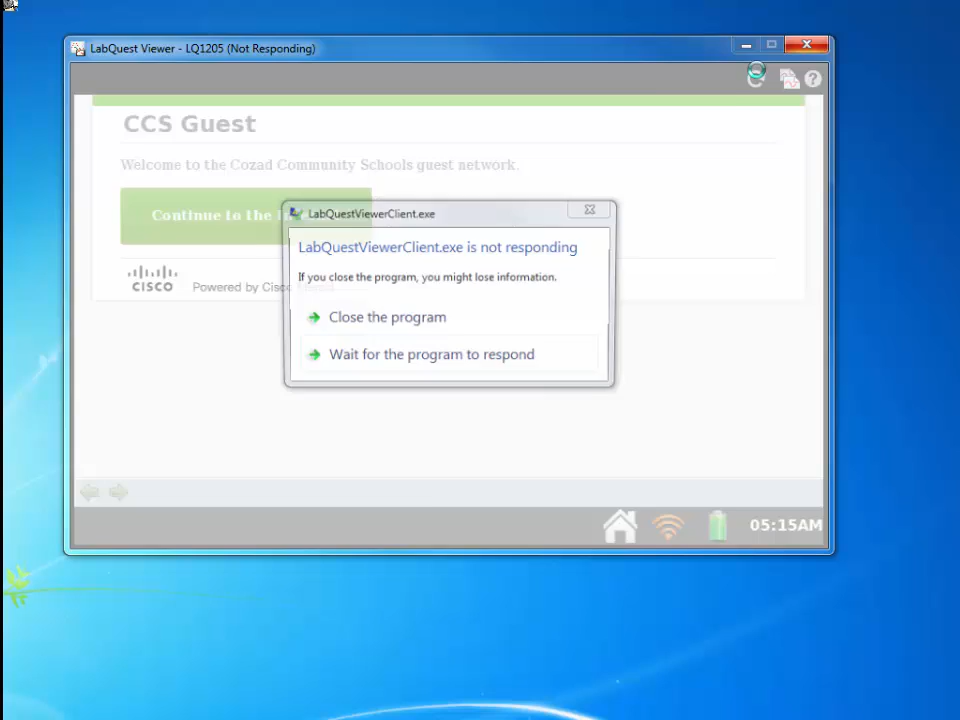 LabQuest Viewer - LQ1205 (Not Responding)
CCS Guest
Welcome to the Cozad Community Schools guest network.
Continue to the
LabQuestViewerClient.exe
LabQuestViewerClient.exe is not responding
If you close the program, you might lose information.
CISCO
Powered by Cisco
Close the program
Wait for the program to respond
05:15AM